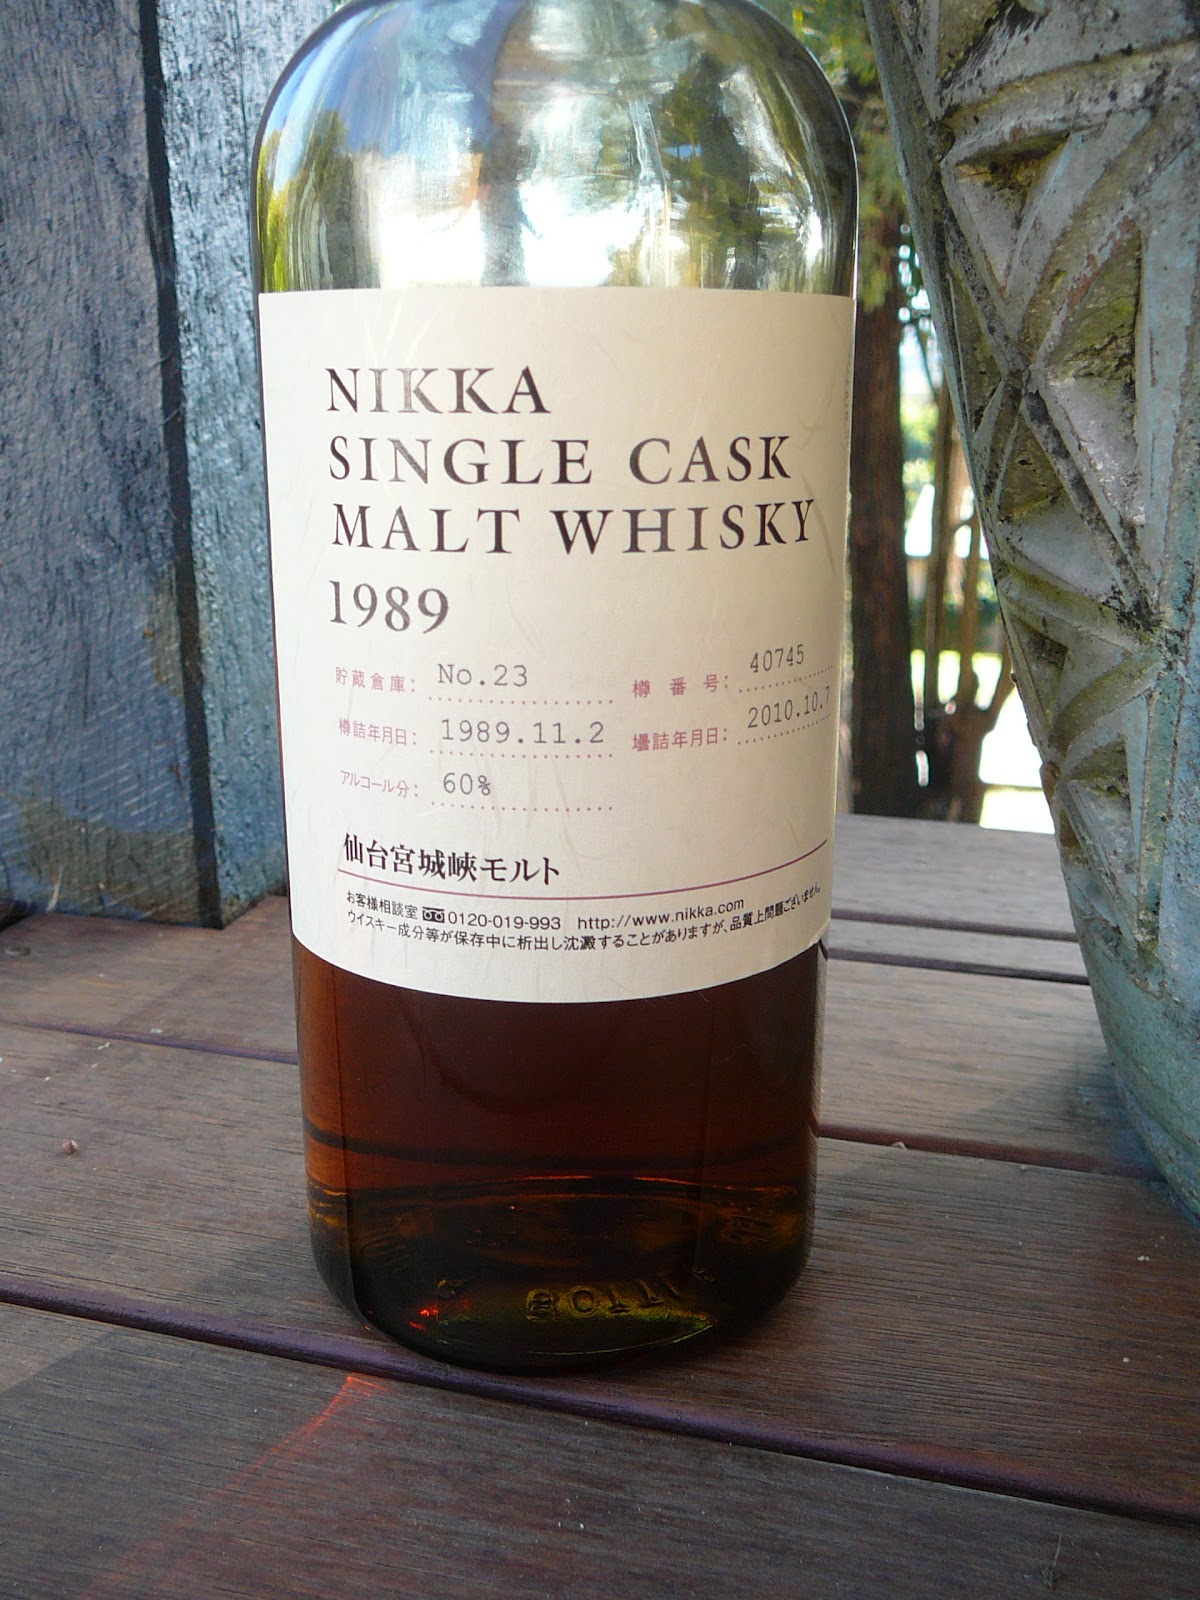 NIKKA
SINGLE CASK
MALT WHISKY
1989
貯蔵倉庫: No.23 樽番号: 40745
樽詰年月日: 1989.11.2 壜詰年月日: 2010.10.7
アルコール分: 60%
仙台宮城峡モルト
お客様相談室 0120-019-993 http://www.nikka.com
ウイスキー成分等が保存中に析出し沈澱することがありますが、品質上問題ございません。